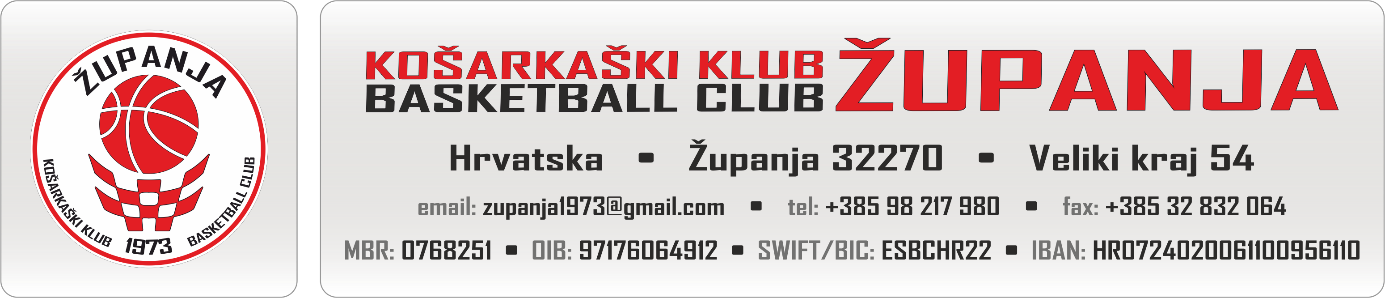 ŽUPANJA
KOŠARKAŠKI KLUB
1973
BASKETBALL CLUB
KOŠARKAŠKI KLUB
BASKETBALL CLUB
ŽUPANJA
Hrvatska - Županja 32270 - Veliki kraj 54
email: zupanja1973@gmail.com - tel: +385 98 217 980 - fax: +385 32 832 064
MBR: 0768251 - OIB: 97176064912 - SWIFT/BIC: ESBCHR22 - IBAN: HR0724020061100956110